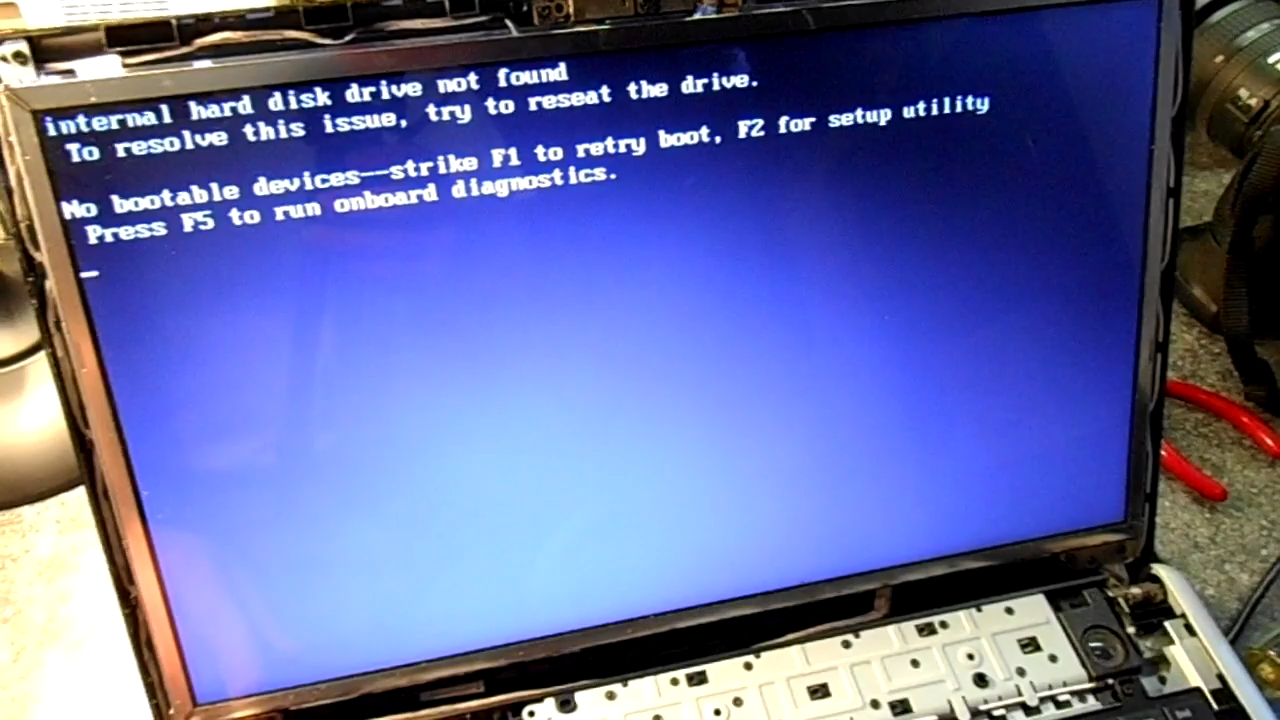 internal hard disk drive not found
To resolve this issue, try to reseat the drive.
No bootable devices--strike F1 to retry boot, F2 for setup utility
Press F5 to run onboard diagnostics.
_